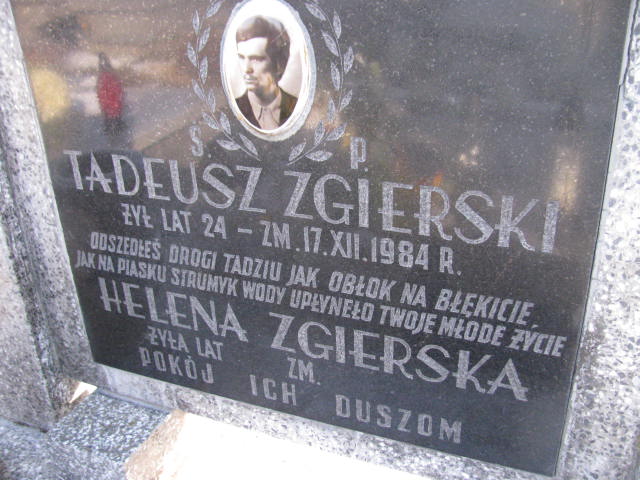 Ś. P.
TADEUSZ ZGIERSKI
ŻYŁ LAT 24 – ZM. 17.XII.1984 R.
ODSZEDŁEŚ DROGI TADZIU JAK OBŁOK NA BŁĘKICIE,
JAK NA PIASKU STRUMYK WODY UPŁYNEŁO TWOJE MŁODE ŻYCIE
HELENA ZGIERSKA
ŻYŁA LAT ZM.
POKÓJ ICH DUSZOM